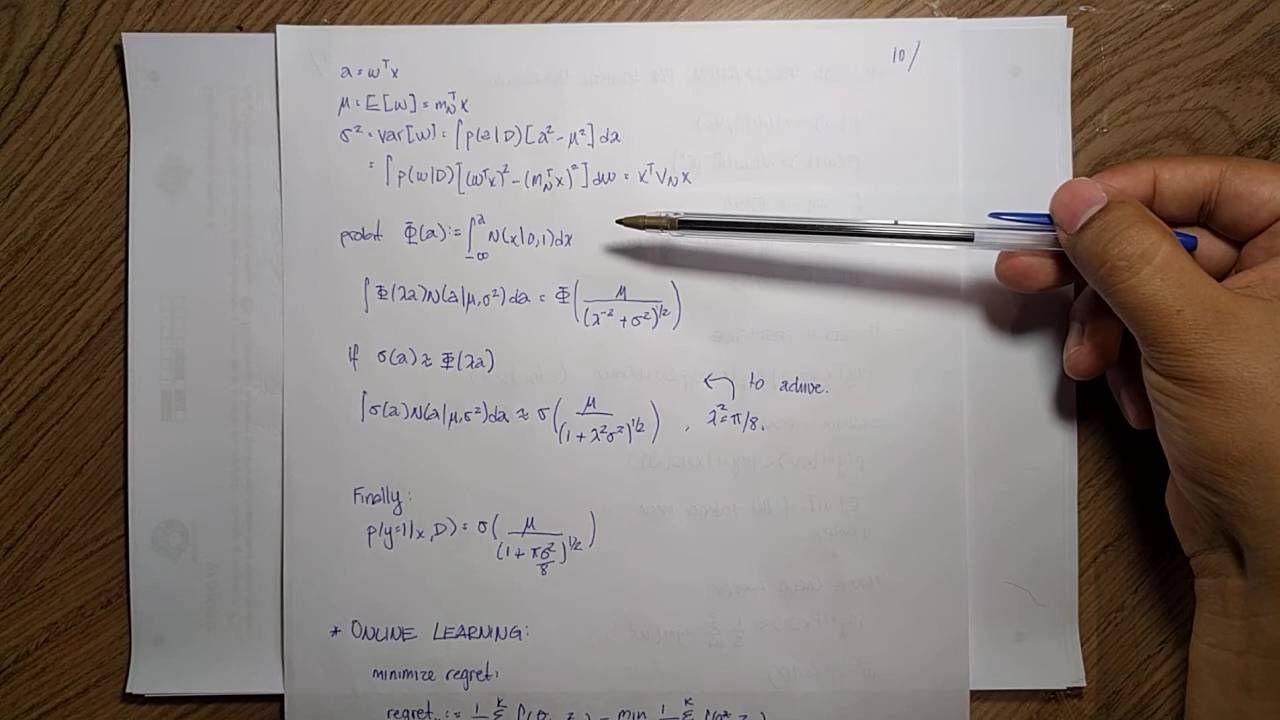 10/
a = w^T x
μ = E[w] = m_N^T x
σ² = var[w] = ∫p(a|D)[a² - μ²]da
= ∫p(w|D)[(w^T x)² - (m_N^T x)²]dw = x^T V_N x
probit Φ(a) := ∫_{-∞}^{a} N(x|0,1)dx
∫Φ(λa)N(a|μ,σ²)da = Φ(μ/(λ^{-2} + σ²)^{1/2})
if σ(a) ≈ Φ(λa)
← to achive.
∫σ(a)N(a|μ,σ²)da ≈ σ(μ/(1 + λ²σ²)^{1/2}) , λ² = π/8.
Finally:
p(y=1|x,D) = σ(μ/(1 + πσ²/8)^{1/2})
* ONLINE LEARNING:
minimize regret: